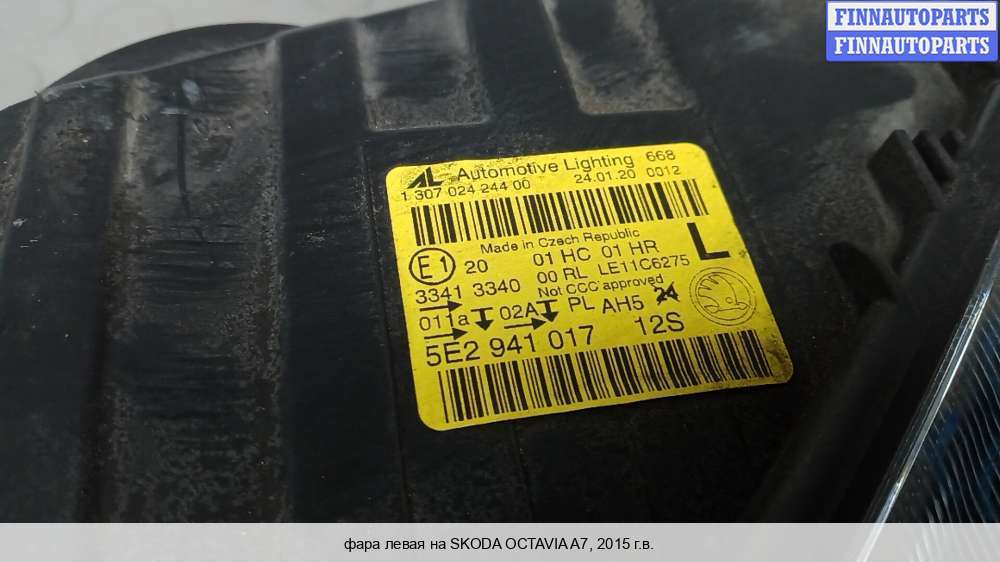 FINNAUTOPARTS
FINNAUTOPARTS
AL Automotive Lighting 668
1 307 024 244 00 24.01.20 0012
Made in Czech Republic
E1 20 01 HC 01 HR L
3341 3340 00 RL LE11C6275
Not CCC approved
011a 02A PL AH5 24
5E2 941 017 12S
фара левая на SKODA OCTAVIA A7, 2015 г.в.